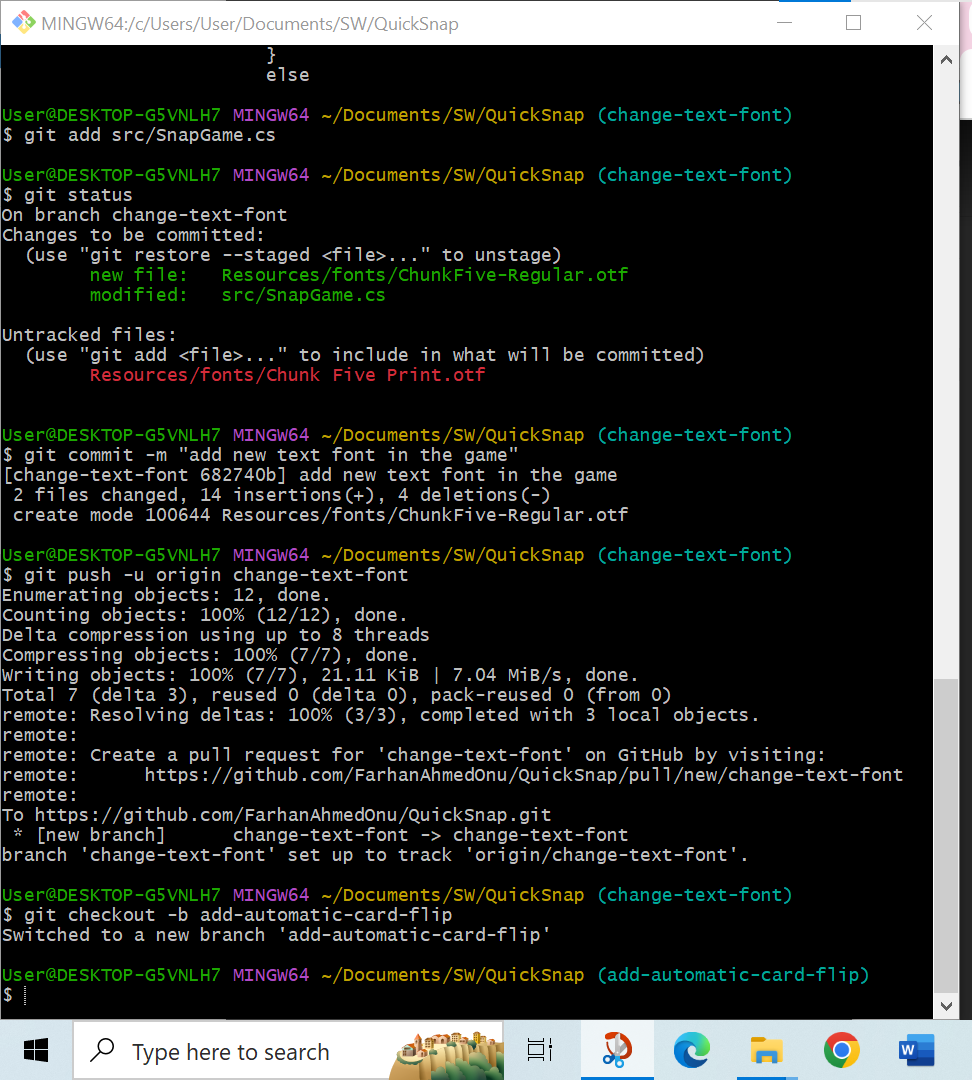 MINGW64:/c/Users/User/Documents/SW/QuickSnap
}
else
User@DESKTOP-G5VNLH7 MINGW64 ~/Documents/SW/QuickSnap (change-text-font)
$ git add src/SnapGame.cs
User@DESKTOP-G5VNLH7 MINGW64 ~/Documents/SW/QuickSnap (change-text-font)
$ git status
On branch change-text-font
Changes to be committed:
(use "git restore --staged <file>..." to unstage)
new file: Resources/fonts/ChunkFive-Regular.otf
modified: src/SnapGame.cs
Untracked files:
(use "git add <file>..." to include in what will be committed)
Resources/fonts/Chunk Five Print.otf
User@DESKTOP-G5VNLH7 MINGW64 ~/Documents/SW/QuickSnap (change-text-font)
$ git commit -m "add new text font in the game"
[change-text-font 682740b] add new text font in the game
2 files changed, 14 insertions(+), 4 deletions(-)
create mode 100644 Resources/fonts/ChunkFive-Regular.otf
User@DESKTOP-G5VNLH7 MINGW64 ~/Documents/SW/QuickSnap (change-text-font)
$ git push -u origin change-text-font
Enumerating objects: 12, done.
Counting objects: 100% (12/12), done.
Delta compression using up to 8 threads
Compressing objects: 100% (7/7), done.
Writing objects: 100% (7/7), 21.11 KiB | 7.04 MiB/s, done.
Total 7 (delta 3), reused 0 (delta 0), pack-reused 0 (from 0)
remote: Resolving deltas: 100% (3/3), completed with 3 local objects.
remote:
remote: Create a pull request for 'change-text-font' on GitHub by visiting:
remote: https://github.com/FarhanAhmedOnu/QuickSnap/pull/new/change-text-font
remote:
To https://github.com/FarhanAhmedOnu/QuickSnap.git
* [new branch] change-text-font -> change-text-font
branch 'change-text-font' set up to track 'origin/change-text-font'.
User@DESKTOP-G5VNLH7 MINGW64 ~/Documents/SW/QuickSnap (change-text-font)
$ git checkout -b add-automatic-card-flip
Switched to a new branch 'add-automatic-card-flip'
User@DESKTOP-G5VNLH7 MINGW64 ~/Documents/SW/QuickSnap (add-automatic-card-flip)
$
Type here to search
W